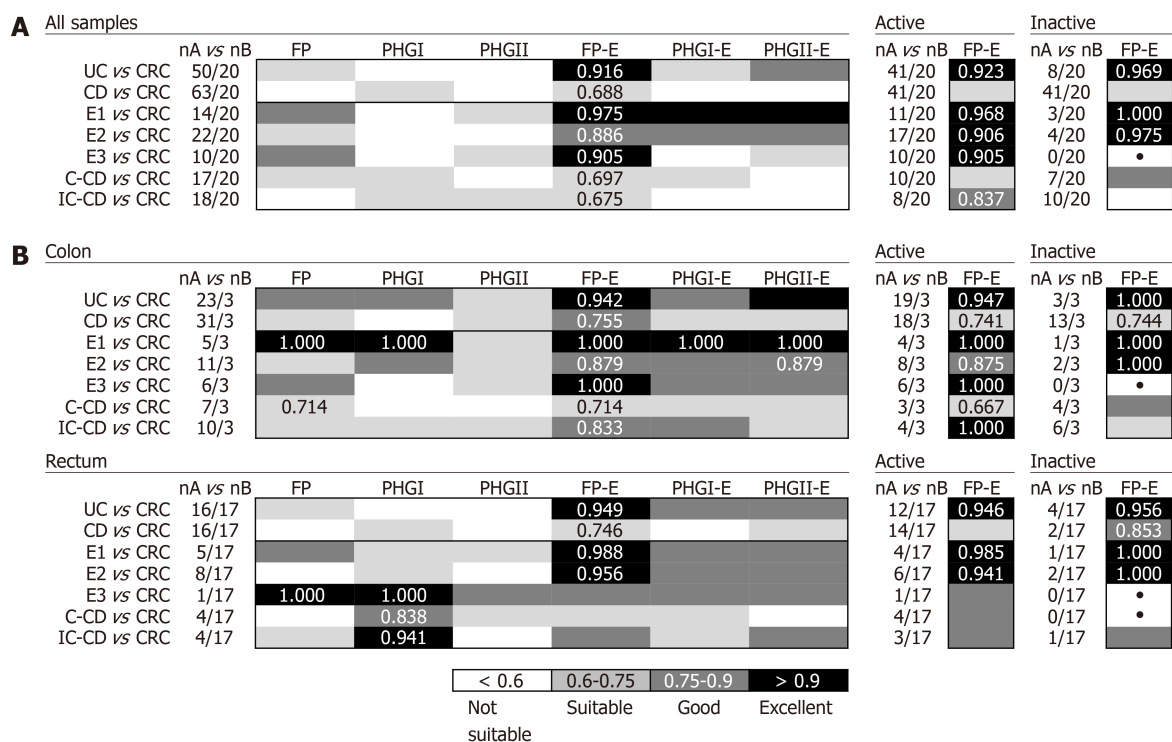 A All samples Active Inactive
nA vs nB FP PHGI PHGII FP-E PHGI-E PHGII-E nA vs nB FP-E nA vs nB FP-E
UC vs CRC 50/20 0.916 41/20 0.923 8/20 0.969
CD vs CRC 63/20 0.688 41/20 41/20
E1 vs CRC 14/20 0.975 11/20 0.968 3/20 1.000
E2 vs CRC 22/20 0.886 17/20 0.906 4/20 0.975
E3 vs CRC 10/20 0.905 10/20 0.905 0/20 •
C-CD vs CRC 17/20 0.697 10/20 7/20
IC-CD vs CRC 18/20 0.675 8/20 0.837 10/20
B Colon Active Inactive
nA vs nB FP PHGI PHGII FP-E PHGI-E PHGII-E nA vs nB FP-E nA vs nB FP-E
UC vs CRC 23/3 0.942 19/3 0.947 3/3 1.000
CD vs CRC 31/3 0.755 18/3 0.741 13/3 0.744
E1 vs CRC 5/3 1.000 1.000 1.000 1.000 1.000 4/3 1.000 1/3 1.000
E2 vs CRC 11/3 0.879 0.879 8/3 0.875 2/3 1.000
E3 vs CRC 6/3 1.000 6/3 1.000 0/3 •
C-CD vs CRC 7/3 0.714 0.714 3/3 0.667 4/3
IC-CD vs CRC 10/3 0.833 4/3 1.000 6/3
Rectum Active Inactive
nA vs nB FP PHGI PHGII FP-E PHGI-E PHGII-E nA vs nB FP-E nA vs nB FP-E
UC vs CRC 16/17 0.949 12/17 0.946 4/17 0.956
CD vs CRC 16/17 0.746 14/17 2/17 0.853
E1 vs CRC 5/17 0.988 4/17 0.985 1/17 1.000
E2 vs CRC 8/17 0.956 6/17 0.941 2/17 1.000
E3 vs CRC 1/17 1.000 1.000 1/17 0/17 •
C-CD vs CRC 4/17 0.838 4/17 0/17 •
IC-CD vs CRC 4/17 0.941 3/17 1/17
< 0.6 0.6-0.75 0.75-0.9 > 0.9
Not Suitable Good Excellent
suitable